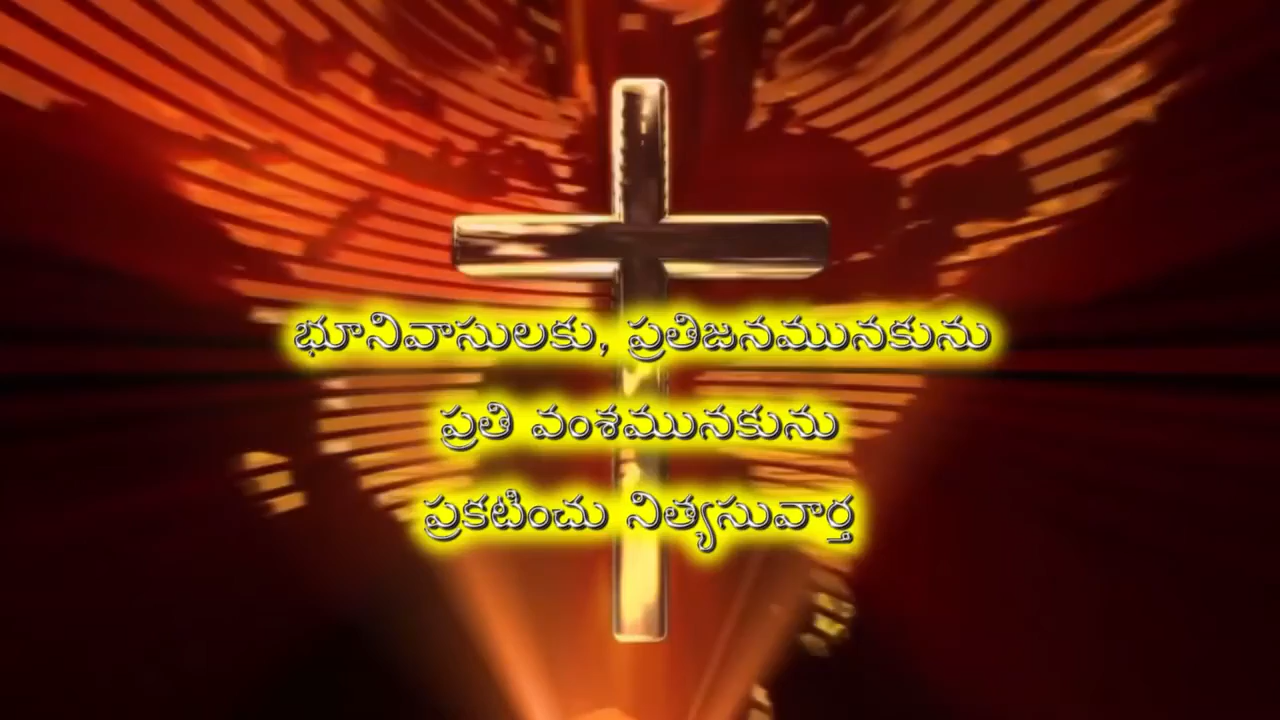 భూనివాసులకు, ప్రతిజనమునకును
ప్రతి వంశమునకును
ప్రకటించు నిత్యసువార్త